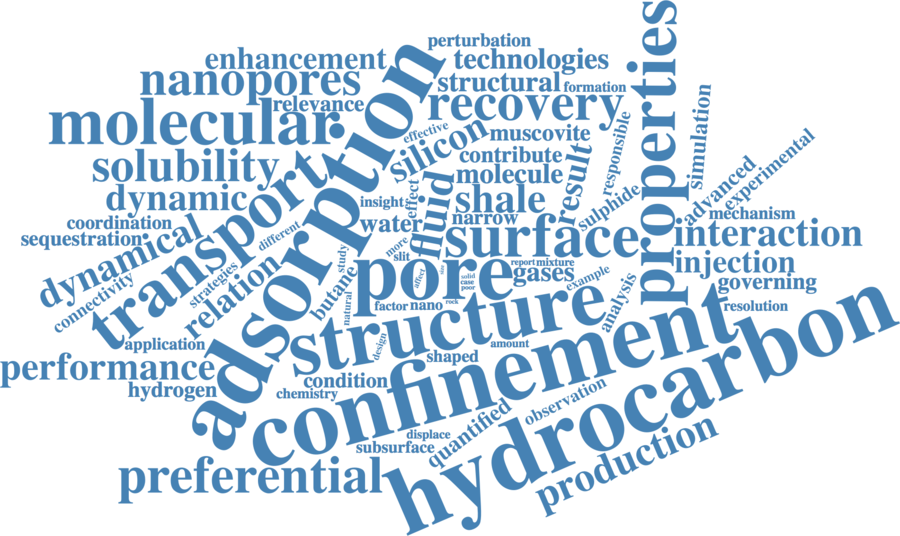 perturbation
enhancement
technologies
nanopores
structural
formation
relevance
recovery
molecular
adsorption
effective
silicon
muscovite
properties
simulation
responsible
solubility
contribute
molecule
result
dynamic
transport
insight
effect
fluid
shale
sulphide
advanced
experimental
coordination
water
narrow
mechanism
sequestration
different
surface
interaction
dynamical
more
slit
study
pore
report
mixture
gases
injection
connectivity
strategies
relation
butane
affect
size
solid
case
poor
example
governing
natural
factor
nano
rock
analysis
resolution
structure
application
design
shaped
amount
performance
hydrogen
condition
chemistry
confinement
hydrocarbon
observation
quantified
displace
subsurface
preferential
production